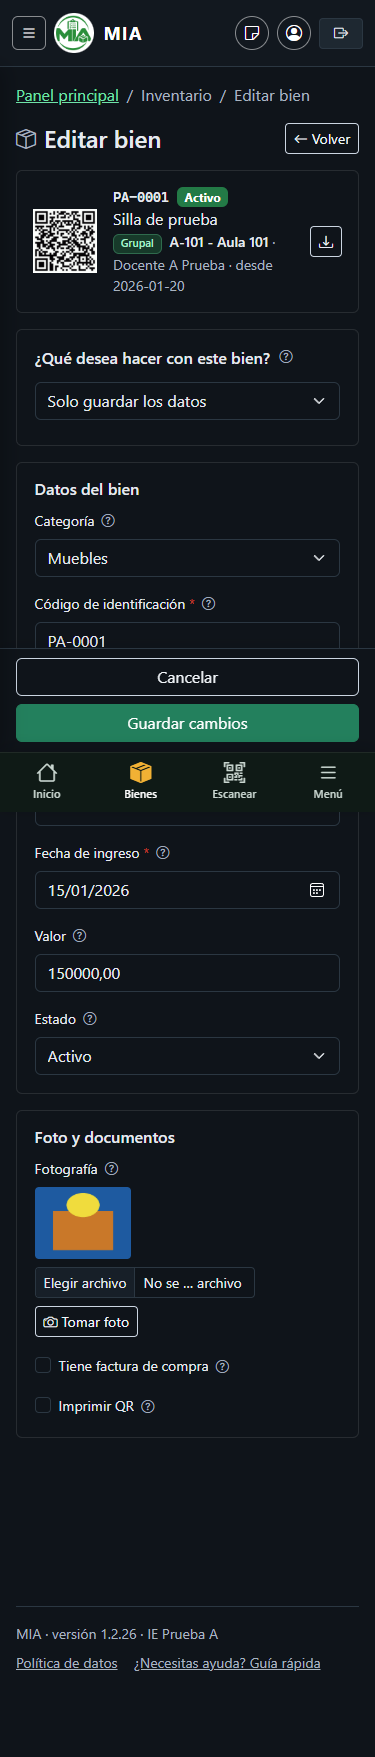 MIA
Panel principal / Inventario / Editar bien
Editar bien
← Volver
PA-0001 Activo
Silla de prueba
Grupal A-101 - Aula 101 ·
Docente A Prueba · desde
2026-01-20
¿Qué desea hacer con este bien?
Solo guardar los datos
Datos del bien
Categoría
Muebles
Código de identificación *
PA-0001
Cancelar
Guardar cambios
Inicio
Bienes
Escanear
Menú
Fecha de ingreso *
15/01/2026
Valor
150000,00
Estado
Activo
Foto y documentos
Fotografía
Elegir archivo No se ... archivo
Tomar foto
Tiene factura de compra
Imprimir QR
MIA · versión 1.2.26 · IE Prueba A
Política de datos ¿Necesitas ayuda? Guía rápida